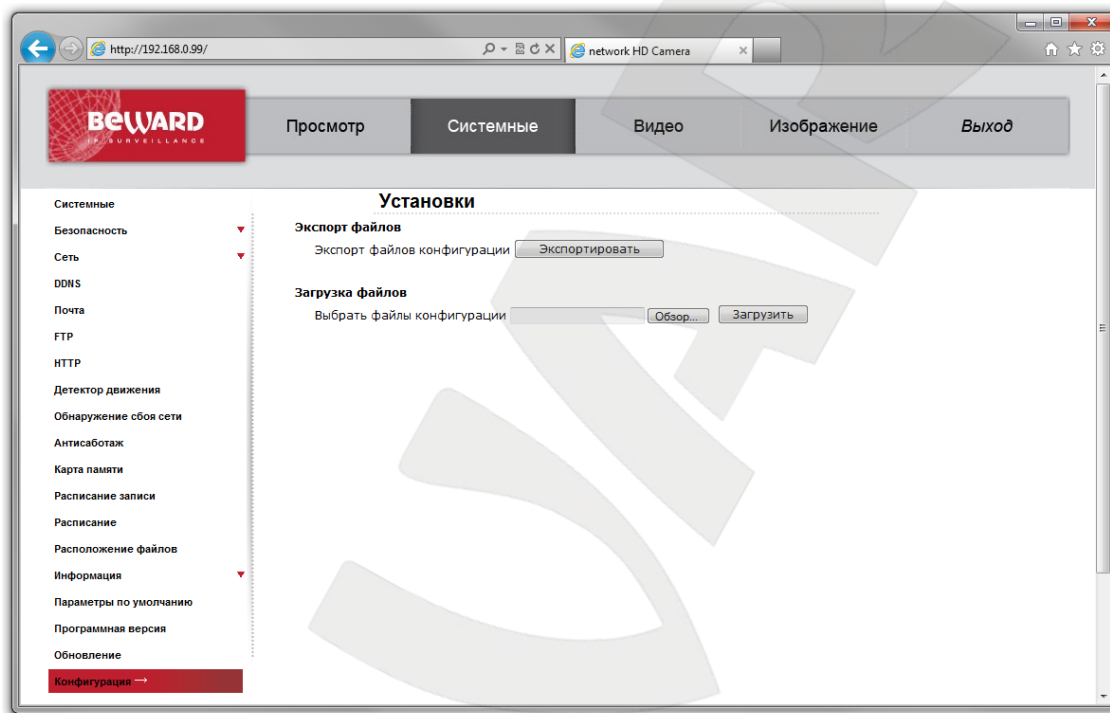 http://192.168.0.99/
network HD Camera
BEWARD
IP SURVEILLANCE
Просмотр
Системные
Видео
Изображение
Выход
Системные
Безопасность
Сеть
DDNS
Почта
FTP
HTTP
Детектор движения
Обнаружение сбоя сети
Антисаботаж
Карта памяти
Расписание записи
Расписание
Расположение файлов
Информация
Параметры по умолчанию
Программная версия
Обновление
Конфигурация →
Установки
Экспорт файлов
Экспорт файлов конфигурации Экспортировать
Загрузка файлов
Выбрать файлы конфигурации Обзор... Загрузить